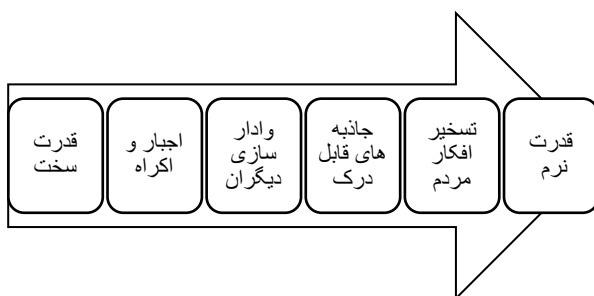 قدرت
سخت
اجبار و
اکراه
وادار
سازی
دیگران
جاذبه
های قابل
درک
تسخیر
افکار
مردم
قدرت
نرم